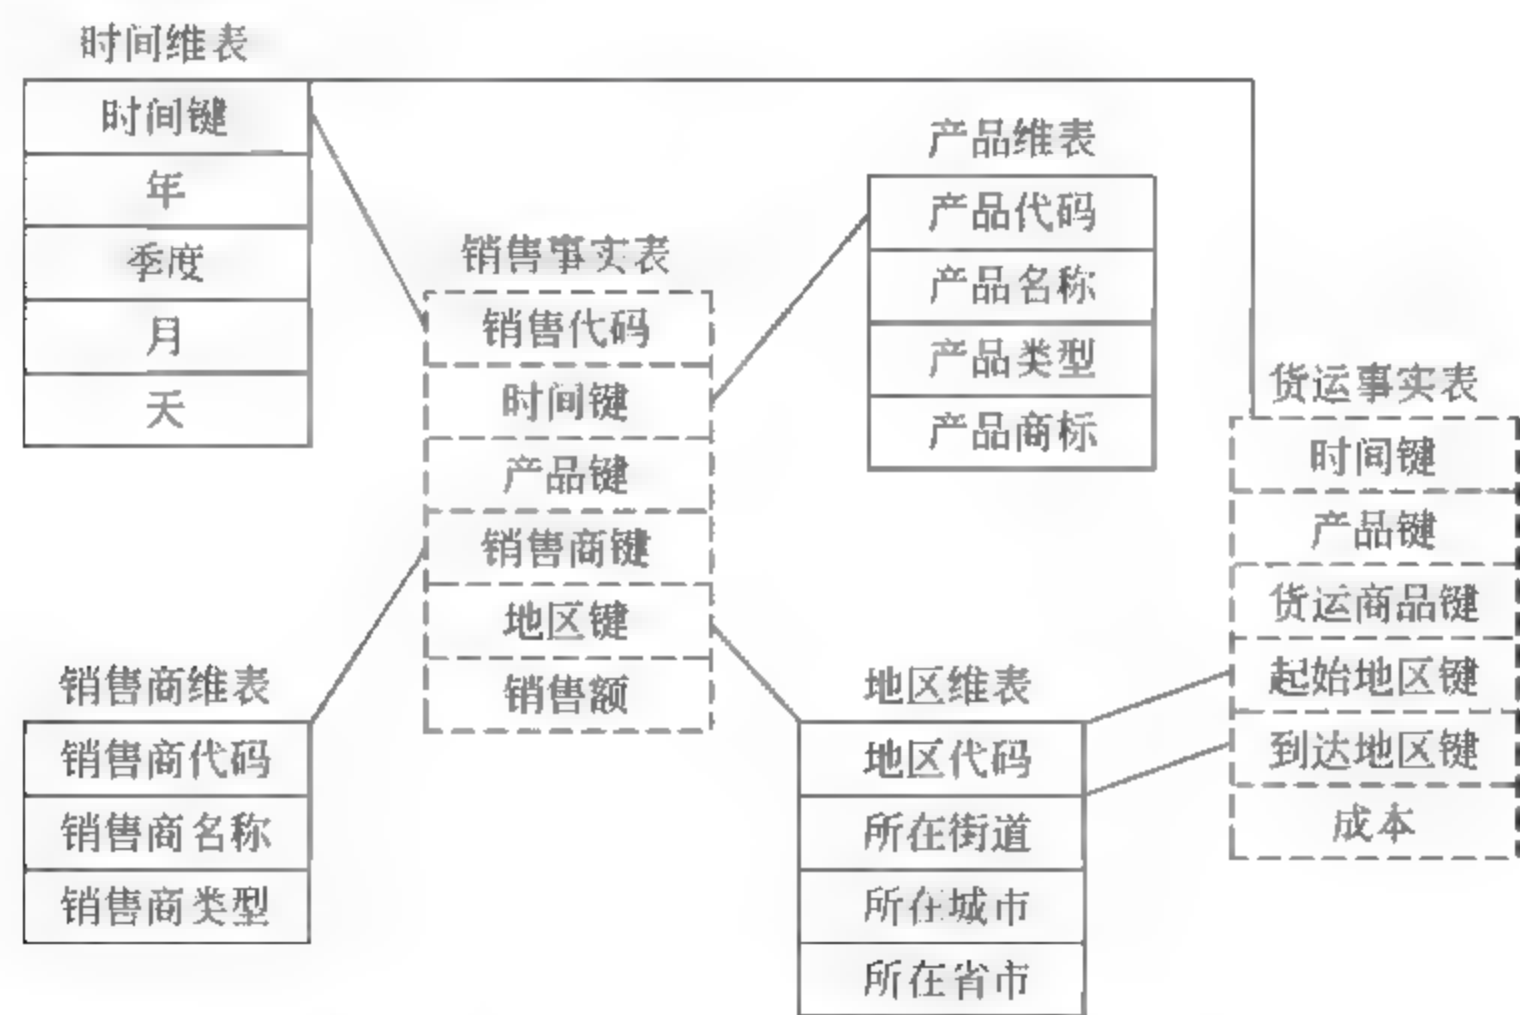 时间维表
时间键
年
季度
月
天
销售事实表
销售代码
时间键
产品键
销售商键
地区键
销售额
产品维表
产品代码
产品名称
产品类型
产品商标
货运事实表
时间键
产品键
货运商品键
起始地区键
到达地区键
成本
销售商维表
销售商代码
销售商名称
销售商类型
地区维表
地区代码
所在街道
所在城市
所在省市